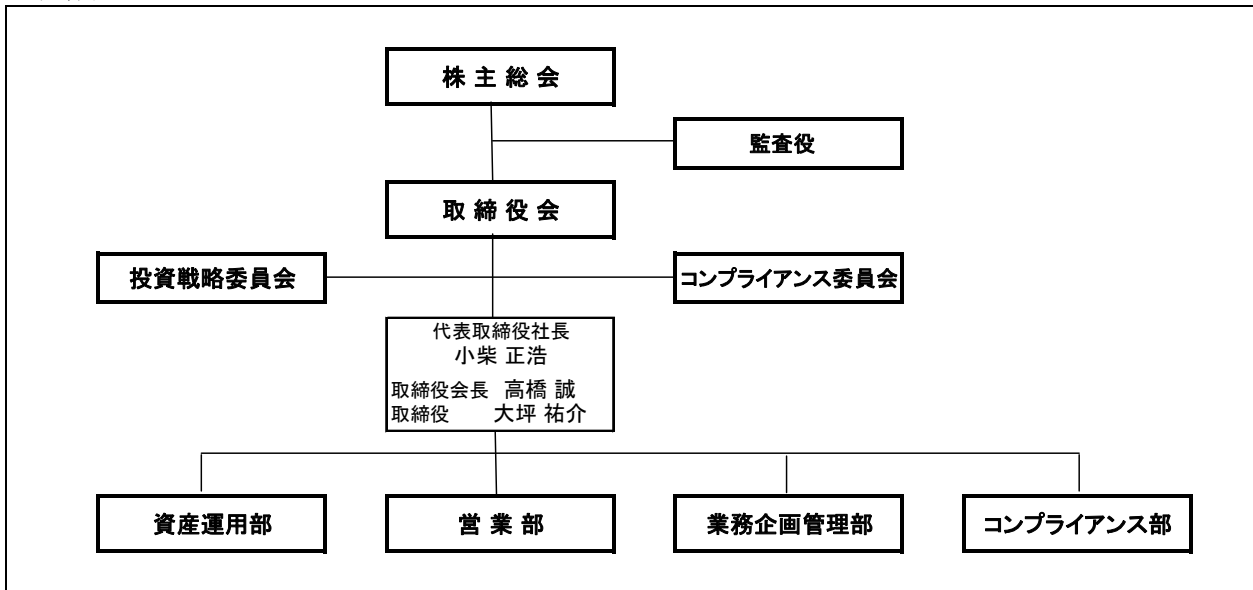 株 主 総 会
監査役
取 締 役 会
投資戦略委員会
コンプライアンス委員会
代表取締役社長
小柴 正浩
取締役会長 高橋 誠
取締役 大坪 祐介
資産運用部
営 業 部
業務企画管理部
コンプライアンス部